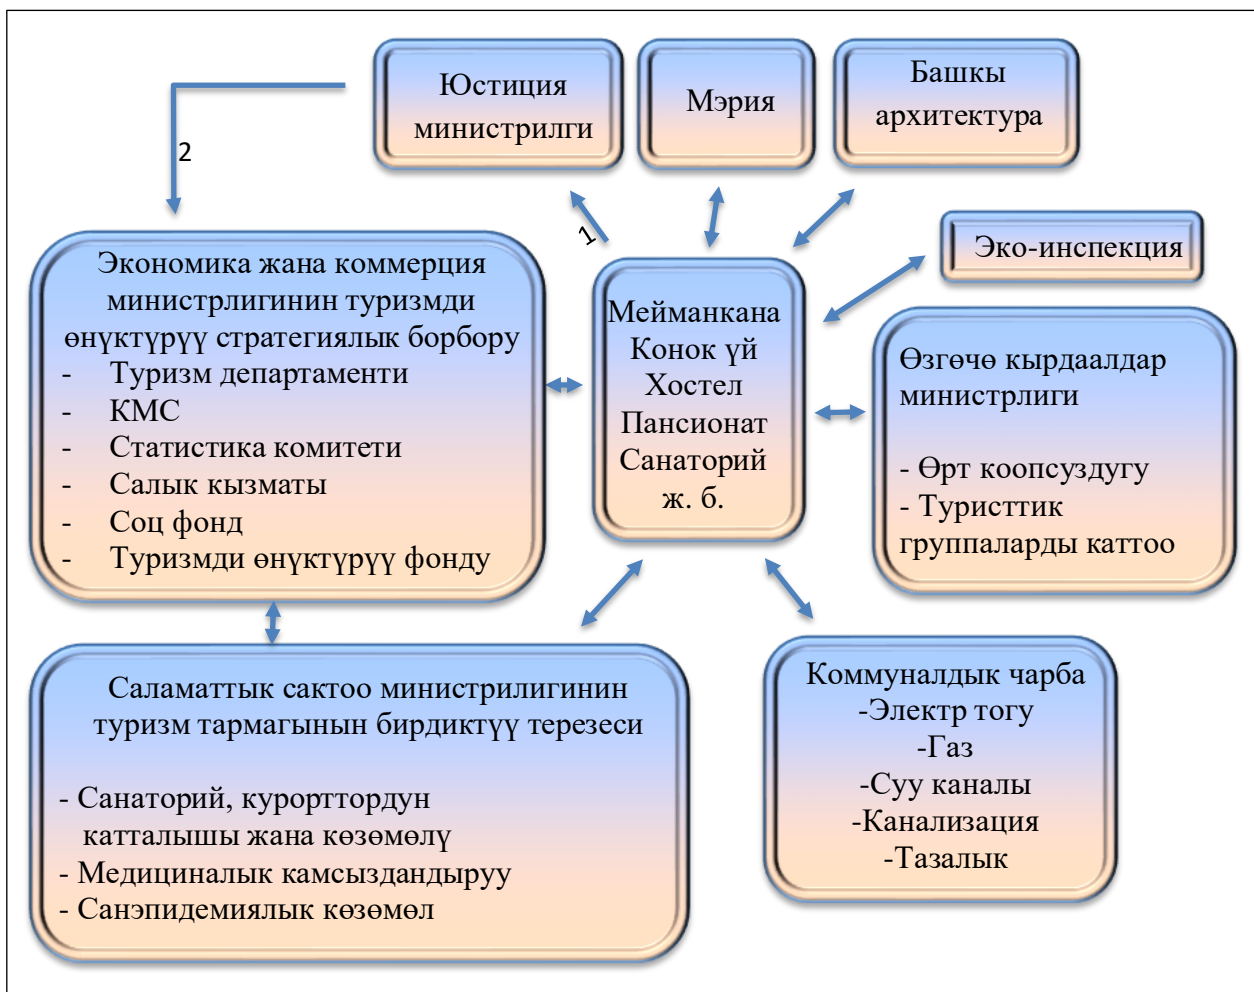 Юстиция
министрилги
Мэрия
Башкы
архитектура
2
1
Эко-инспекция
Экономика жана коммерция
министрлигинин туризмди
өнүктүрүү стратегиялык борбору
- Туризм департаменти
- КМС
- Статистика комитети
- Салык кызматы
- Соц фонд
- Туризмди өнүктүрүү фонду
Мейманкана
Конок үй
Хостел
Пансионат
Санаторий
ж. б.
Өзгөчө кырдаалдар
министрлиги
- Өрт коопсуздугу
- Туристтик
группаларды каттоо
Саламаттык сактоо министрилигинин
туризм тармагынын бирдиктүү терезеси
- Санаторий, курорттордун
катталышы жана көзөмөлү
- Медициналык камсыздандыруу
- Санэпидемиялык көзөмөл
Коммуналдык чарба
-Электр тогу
-Газ
-Суу каналы
-Канализация
-Тазалык